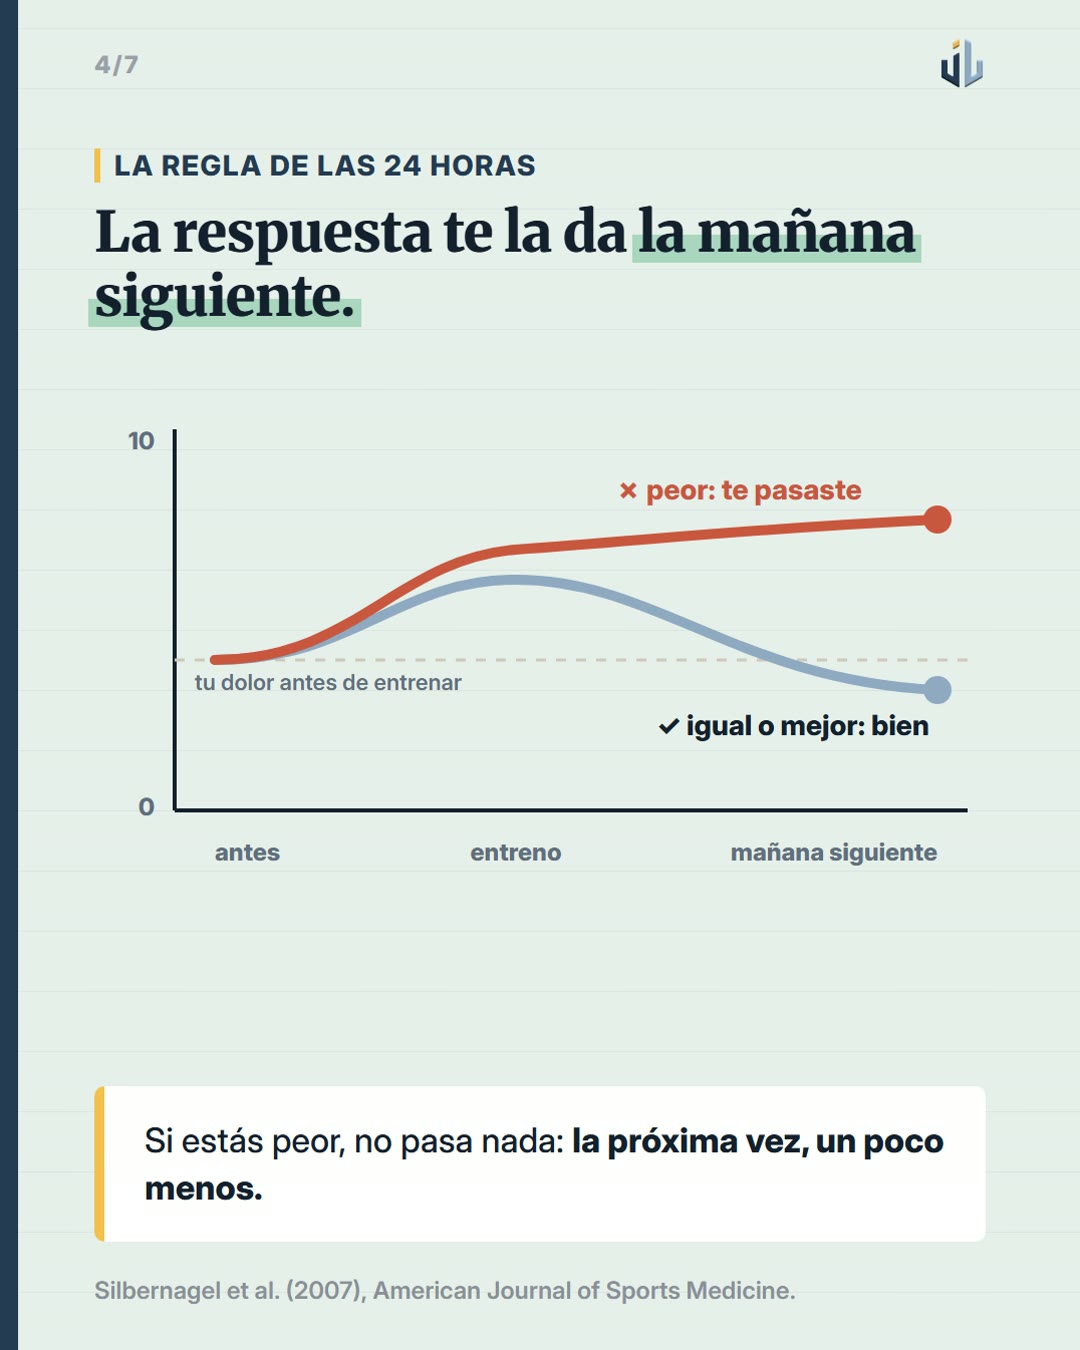 4/7
LA REGLA DE LAS 24 HORAS
La respuesta te la da la mañana
siguiente.
10
✕ peor: te pasaste
tu dolor antes de entrenar
✓ igual o mejor: bien
0
antes entreno mañana siguiente
Si estás peor, no pasa nada: la próxima vez, un poco
menos.
Silbernagel et al. (2007), American Journal of Sports Medicine.